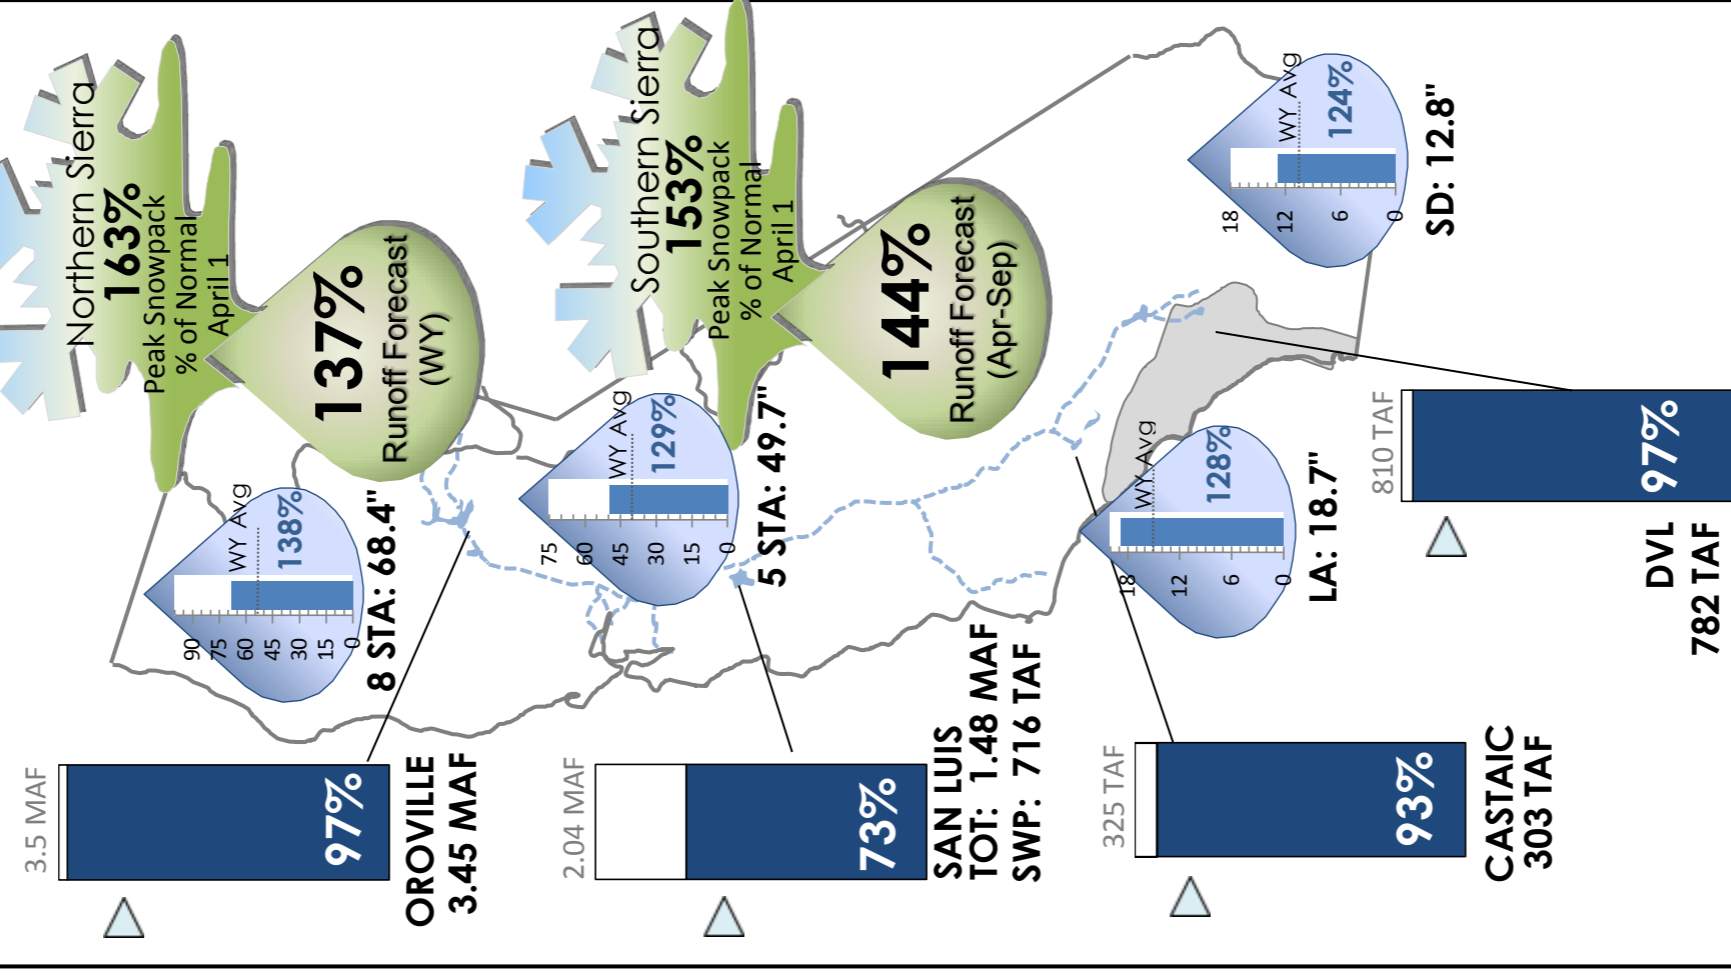 Northern Sierra
163%
Peak Snowpack
% of Normal
April 1
137%
Runoff Forecast
(WY)
Southern Sierra
153%
Peak Snowpack
% of Normal
April 1
144%
Runoff Forecast
(Apr-Sep)
WY Avg
138%
90
75
60
45
30
15
0
8 STA: 68.4"
WY Avg
129%
75
60
45
30
15
0
5 STA: 49.7"
WY Avg
128%
18
12
6
0
LA: 18.7"
WY Avg
124%
18
12
6
0
SD: 12.8"
3.5 MAF
97%
OROVILLE
3.45 MAF
2.04 MAF
73%
SAN LUIS
TOT: 1.48 MAF
SWP: 716 TAF
325 TAF
93%
CASTAIC
303 TAF
810 TAF
97%
DVL
782 TAF